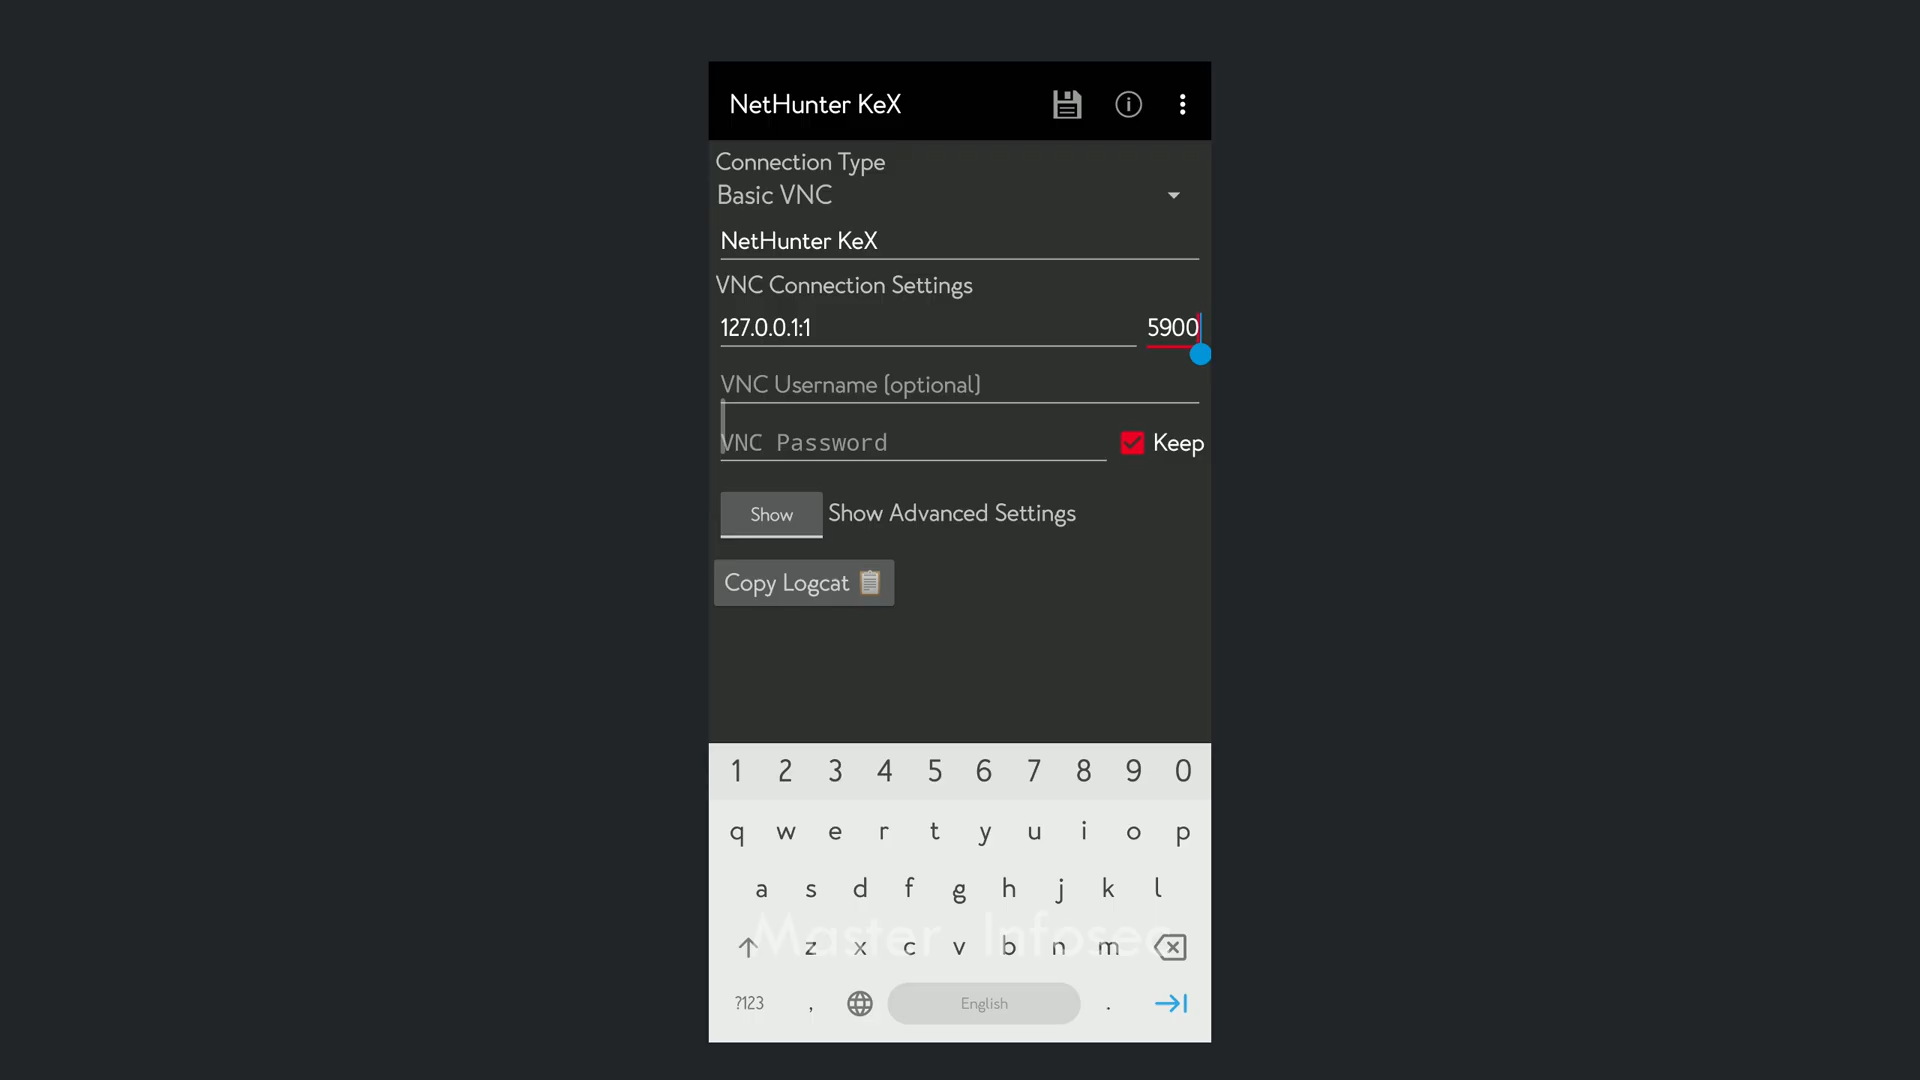 NetHunter KeX
Connection Type
Basic VNC
NetHunter KeX
VNC Connection Settings
127.0.0.1:1 5900
VNC Username (optional)
VNC Password Keep
Show Show Advanced Settings
Copy Logcat
1 2 3 4 5 6 7 8 9 0
q w e r t y u i o p
a s d f g h j k l
Master Infosec
z x c v b n m
?123 , English .